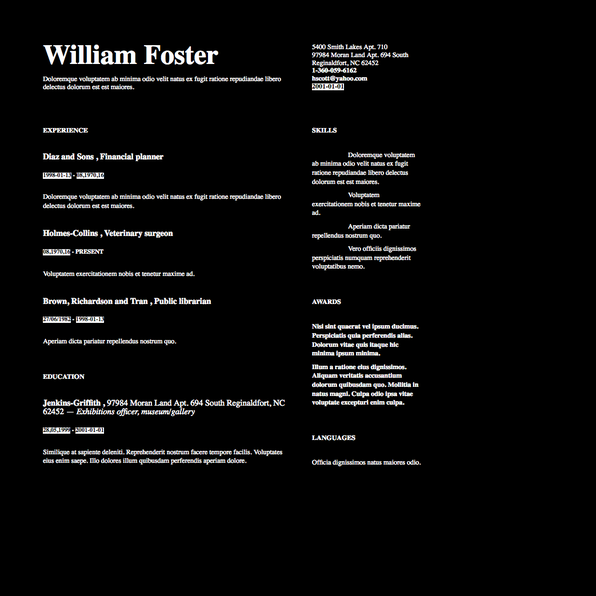 William Foster
Doloremque voluptatem ab minima odio velit natus ex fugit ratione repudiandae libero
delectus dolorum est est maiores.
5400 Smith Lakes Apt. 710
97984 Moran Land Apt. 694 South
Reginaldfort, NC 62452
1-360-059-6162
hscott@yahoo.com
2001-01-01
EXPERIENCE
Diaz and Sons , Financial planner
1998-01-13 - 08,1970,16
Doloremque voluptatem ab minima odio velit natus ex fugit ratione repudiandae libero
delectus dolorum est est maiores.
Holmes-Collins , Veterinary surgeon
08,1970,16 - PRESENT
Voluptatem exercitationem nobis et tenetur maxime ad.
Brown, Richardson and Tran , Public librarian
27/06/1982 - 1998-01-13
Aperiam dicta pariatur repellendus nostrum quo.
EDUCATION
Jenkins-Griffith , 97984 Moran Land Apt. 694 South Reginaldfort, NC
62452 — Exhibitions officer, museum/gallery
28,05,1999 - 2001-01-01
Similique at sapiente deleniti. Reprehenderit nostrum facere tempore facilis. Voluptates
eius enim saepe. Illo dolores illum quibusdam perferendis aperiam dolore.
SKILLS
Doloremque voluptatem
ab minima odio velit natus ex fugit
ratione repudiandae libero delectus
dolorum est est maiores.
Voluptatem
exercitationem nobis et tenetur maxime
ad.
Aperiam dicta pariatur
repellendus nostrum quo.
Vero officiis dignissimos
perspiciatis numquam reprehenderit
voluptatibus nemo.
AWARDS
Nisi sint quaerat vel ipsum ducimus.
Perspiciatis quia perferendis alias.
Dolorum vitae quis itaque hic
minima ipsum minima.
Illum a ratione eius dignissimos.
Aliquam veritatis accusantium
dolorum quibusdam quo. Mollitia in
natus magni. Culpa odio ipsa vitae
voluptate excepturi enim culpa.
LANGUAGES
Officia dignissimos natus maiores odio.